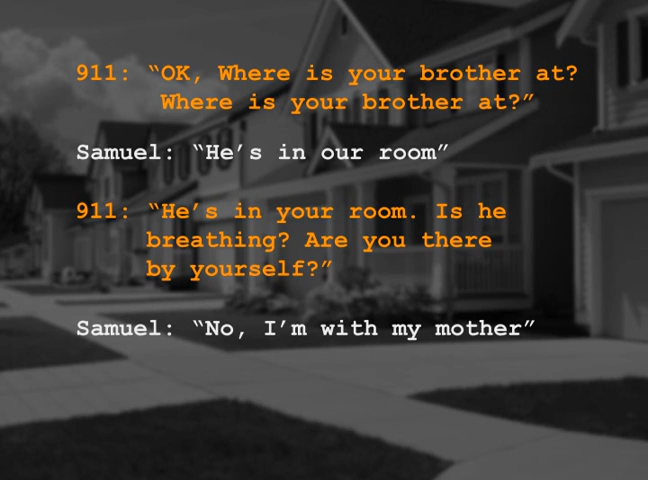 911: “OK, Where is your brother at?
Where is your brother at?”
Samuel: “He’s in our room”
911: “He’s in your room. Is he
breathing? Are you there
by yourself?”
Samuel: “No, I’m with my mother”